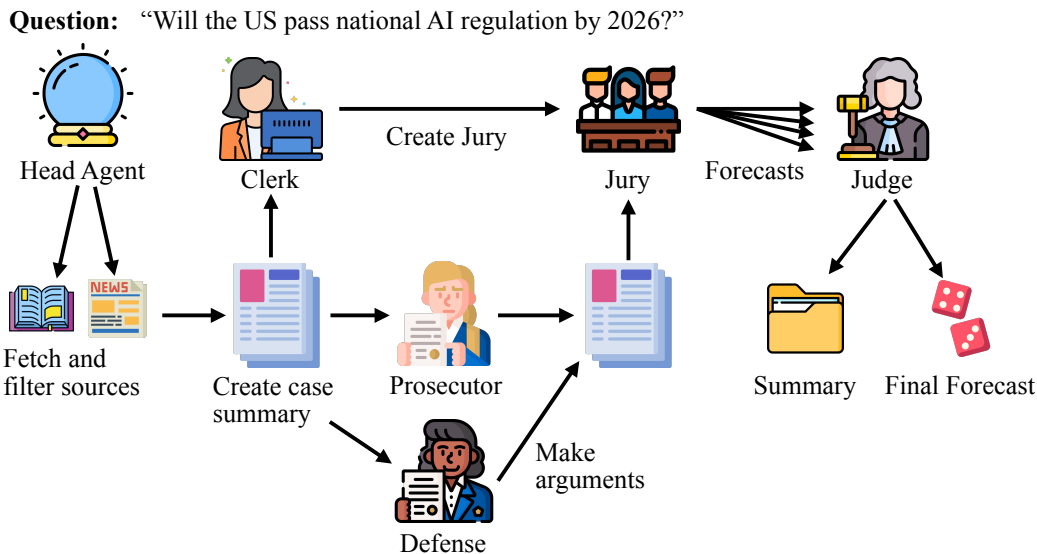 Question: “Will the US pass national AI regulation by 2026?”
Head Agent
Clerk
Create Jury
Jury
Forecasts
Judge
NEWS
Fetch and
filter sources
Create case
summary
Prosecutor
Defense
Make
arguments
Summary
Final Forecast